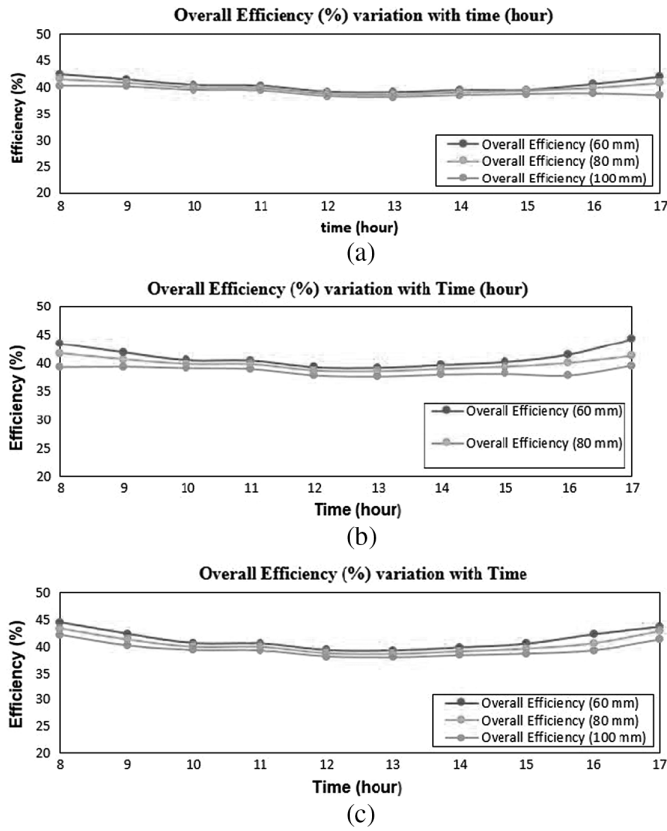 Overall Efficiency (%) variation with time (hour)
50
45
40
35
30
25
20
Efficiency (%)
Overall Efficiency (60 mm)
Overall Efficiency (80 mm)
Overall Efficiency (100 mm)
8 9 10 11 12 13 14 15 16 17
time (hour)
(a)
Overall Efficiency (%) variation with Time (hour)
50
45
40
35
30
25
20
Efficiency (%)
Overall Efficiency (60 mm)
Overall Efficiency (80 mm)
8 9 10 11 12 13 14 15 16 17
Time (hour)
(b)
Overall Efficiency (%) variation with Time
50
45
40
35
30
25
20
Efficiency (%)
Overall Efficiency (60 mm)
Overall Efficiency (80 mm)
Overall Efficiency (100 mm)
8 9 10 11 12 13 14 15 16 17
Time (hour)
(c)